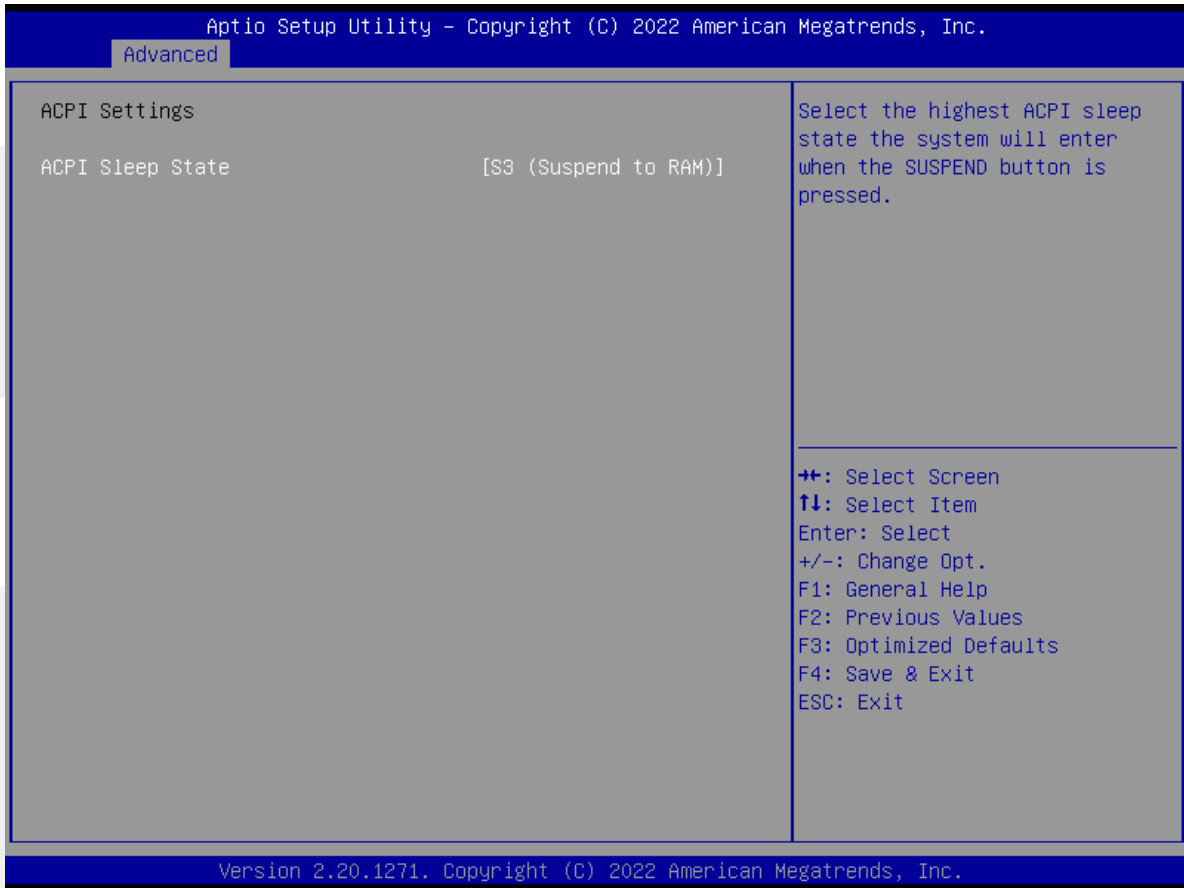 Aptio Setup Utility – Copyright (C) 2022 American Megatrends, Inc.
Advanced
ACPI Settings
ACPI Sleep State [S3 (Suspend to RAM)]
Select the highest ACPI sleep
state the system will enter
when the SUSPEND button is
pressed.
→←: Select Screen
↑↓: Select Item
Enter: Select
+/-: Change Opt.
F1: General Help
F2: Previous Values
F3: Optimized Defaults
F4: Save & Exit
ESC: Exit
Version 2.20.1271. Copyright (C) 2022 American Megatrends, Inc.